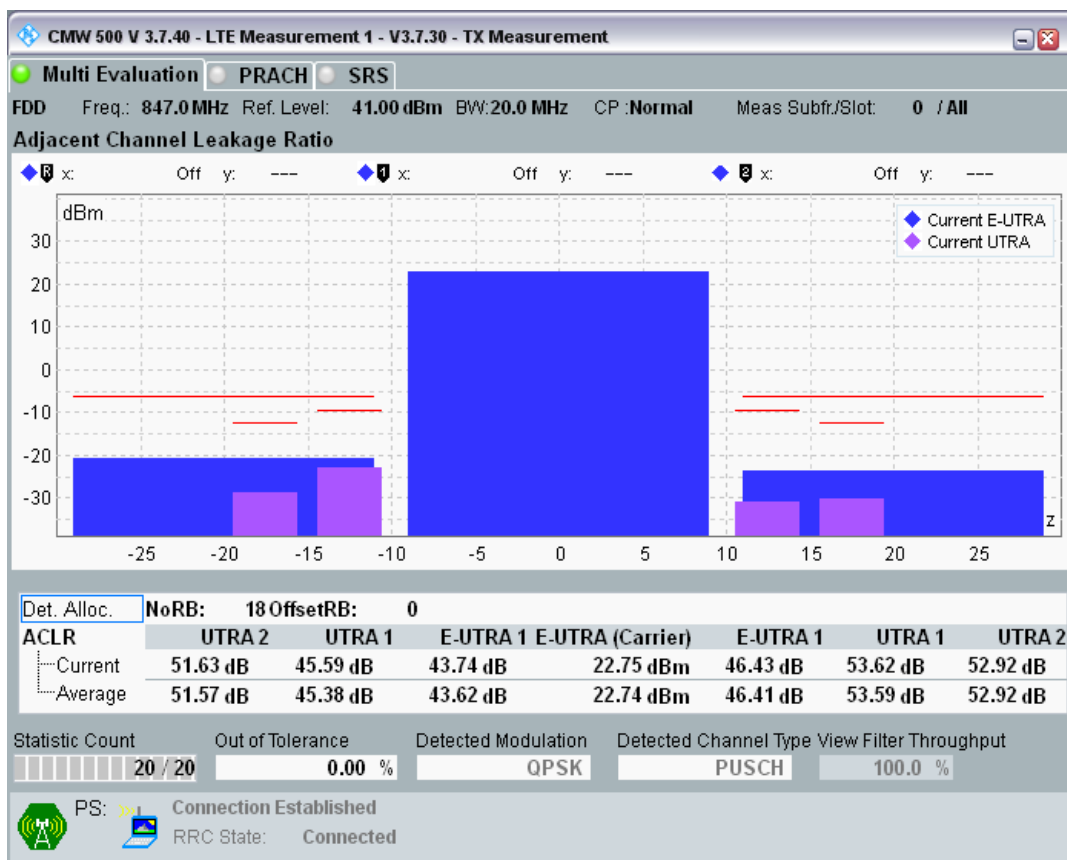 CMW 500 V 3.7.40 - LTE Measurement 1 - V3.7.30 - TX Measurement
Multi Evaluation PRACH SRS
FDD Freq.: 847.0 MHz Ref. Level: 41.00 dBm BW:20.0 MHz CP :Normal Meas Subfr./Slot: 0 / All
Adjacent Channel Leakage Ratio
R x: Off y: --- 1 x: Off y: --- 2 x: Off y: ---
dBm
Current E-UTRA
Current UTRA
30
20
10
0
-10
-20
-30
z
-25 -20 -15 -10 -5 0 5 10 15 20 25
Det. Alloc. NoRB: 18 OffsetRB: 0
ACLR UTRA 2 UTRA 1 E-UTRA 1 E-UTRA (Carrier) E-UTRA 1 UTRA 1 UTRA 2
Current 51.63 dB 45.59 dB 43.74 dB 22.75 dBm 46.43 dB 53.62 dB 52.92 dB
Average 51.57 dB 45.38 dB 43.62 dB 22.74 dBm 46.41 dB 53.59 dB 52.92 dB
Statistic Count Out of Tolerance Detected Modulation Detected Channel Type View Filter Throughput
20 / 20 0.00 % QPSK PUSCH 100.0 %
PS: Connection Established
RRC State: Connected